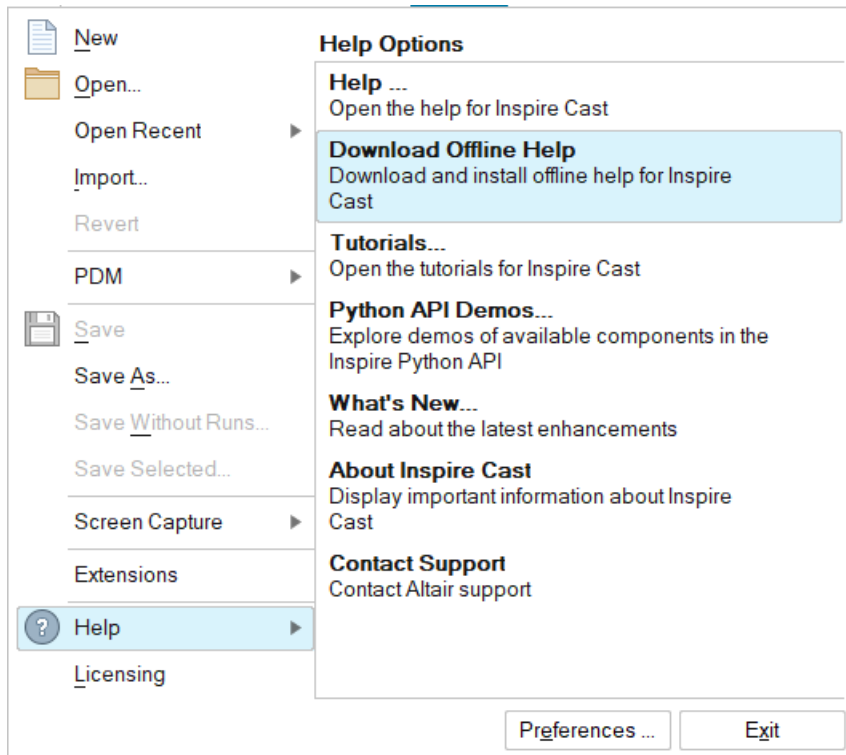 New
Open...
Open Recent
Import...
Revert
PDM
Save
Save As...
Save Without Runs...
Save Selected...
Screen Capture
Extensions
Help
Licensing
Help Options
Help ...
Open the help for Inspire Cast
Download Offline Help
Download and install offline help for Inspire
Cast
Tutorials...
Open the tutorials for Inspire Cast
Python API Demos...
Explore demos of available components in the
Inspire Python API
What's New...
Read about the latest enhancements
About Inspire Cast
Display important information about Inspire
Cast
Contact Support
Contact Altair support
Preferences ...
Exit